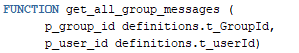 FUNCTION get_all_group_messages (
p_group_id definitions.t_GroupId,
p_user_id definitions.t_userId)